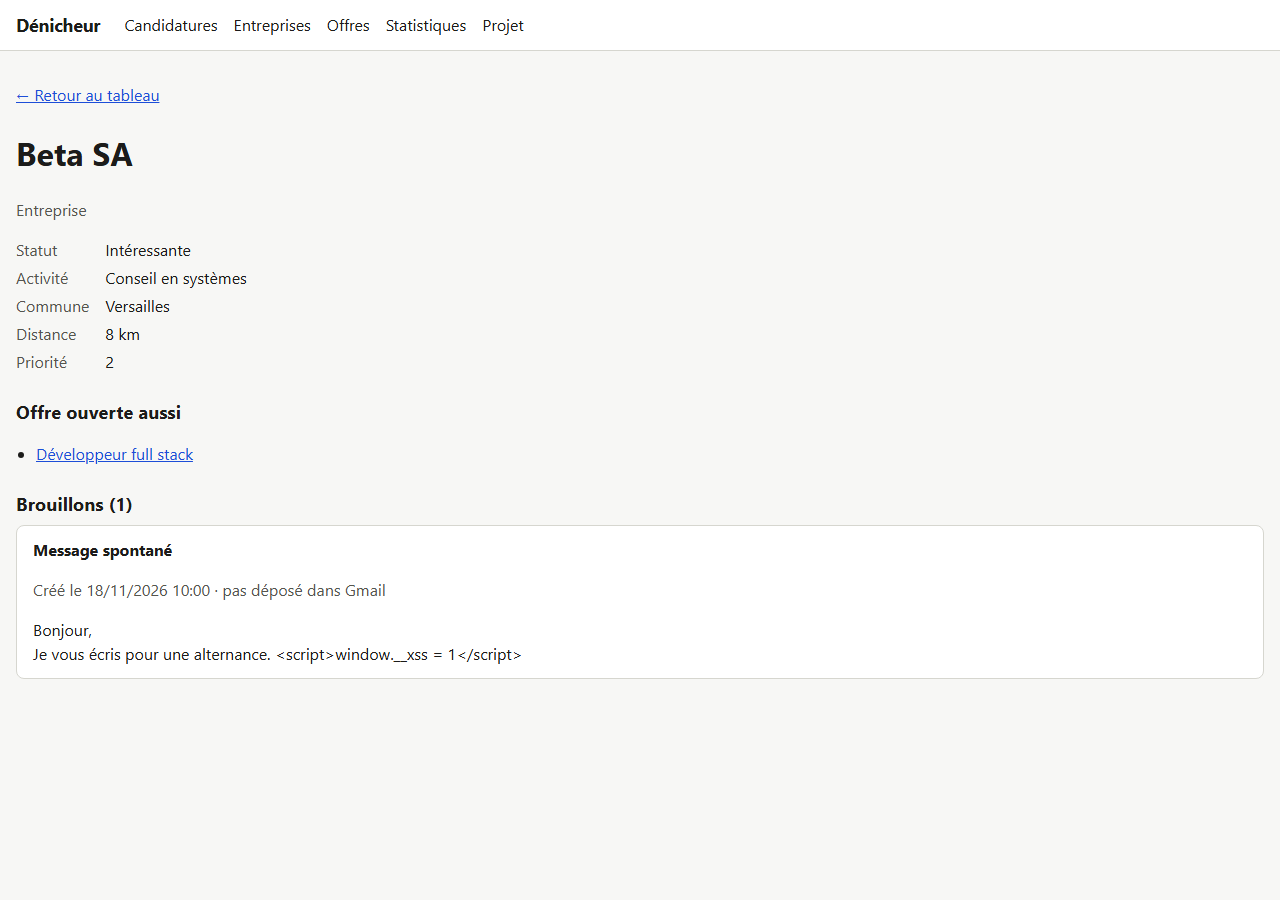 Dénicheur Candidatures Entreprises Offres Statistiques Projet
← Retour au tableau
Beta SA
Entreprise
Statut Intéressante
Activité Conseil en systèmes
Commune Versailles
Distance 8 km
Priorité 2
Offre ouverte aussi
• Développeur full stack
Brouillons (1)
Message spontané
Créé le 18/11/2026 10:00 · pas déposé dans Gmail
Bonjour,
Je vous écris pour une alternance. <script>window.__xss = 1</script>